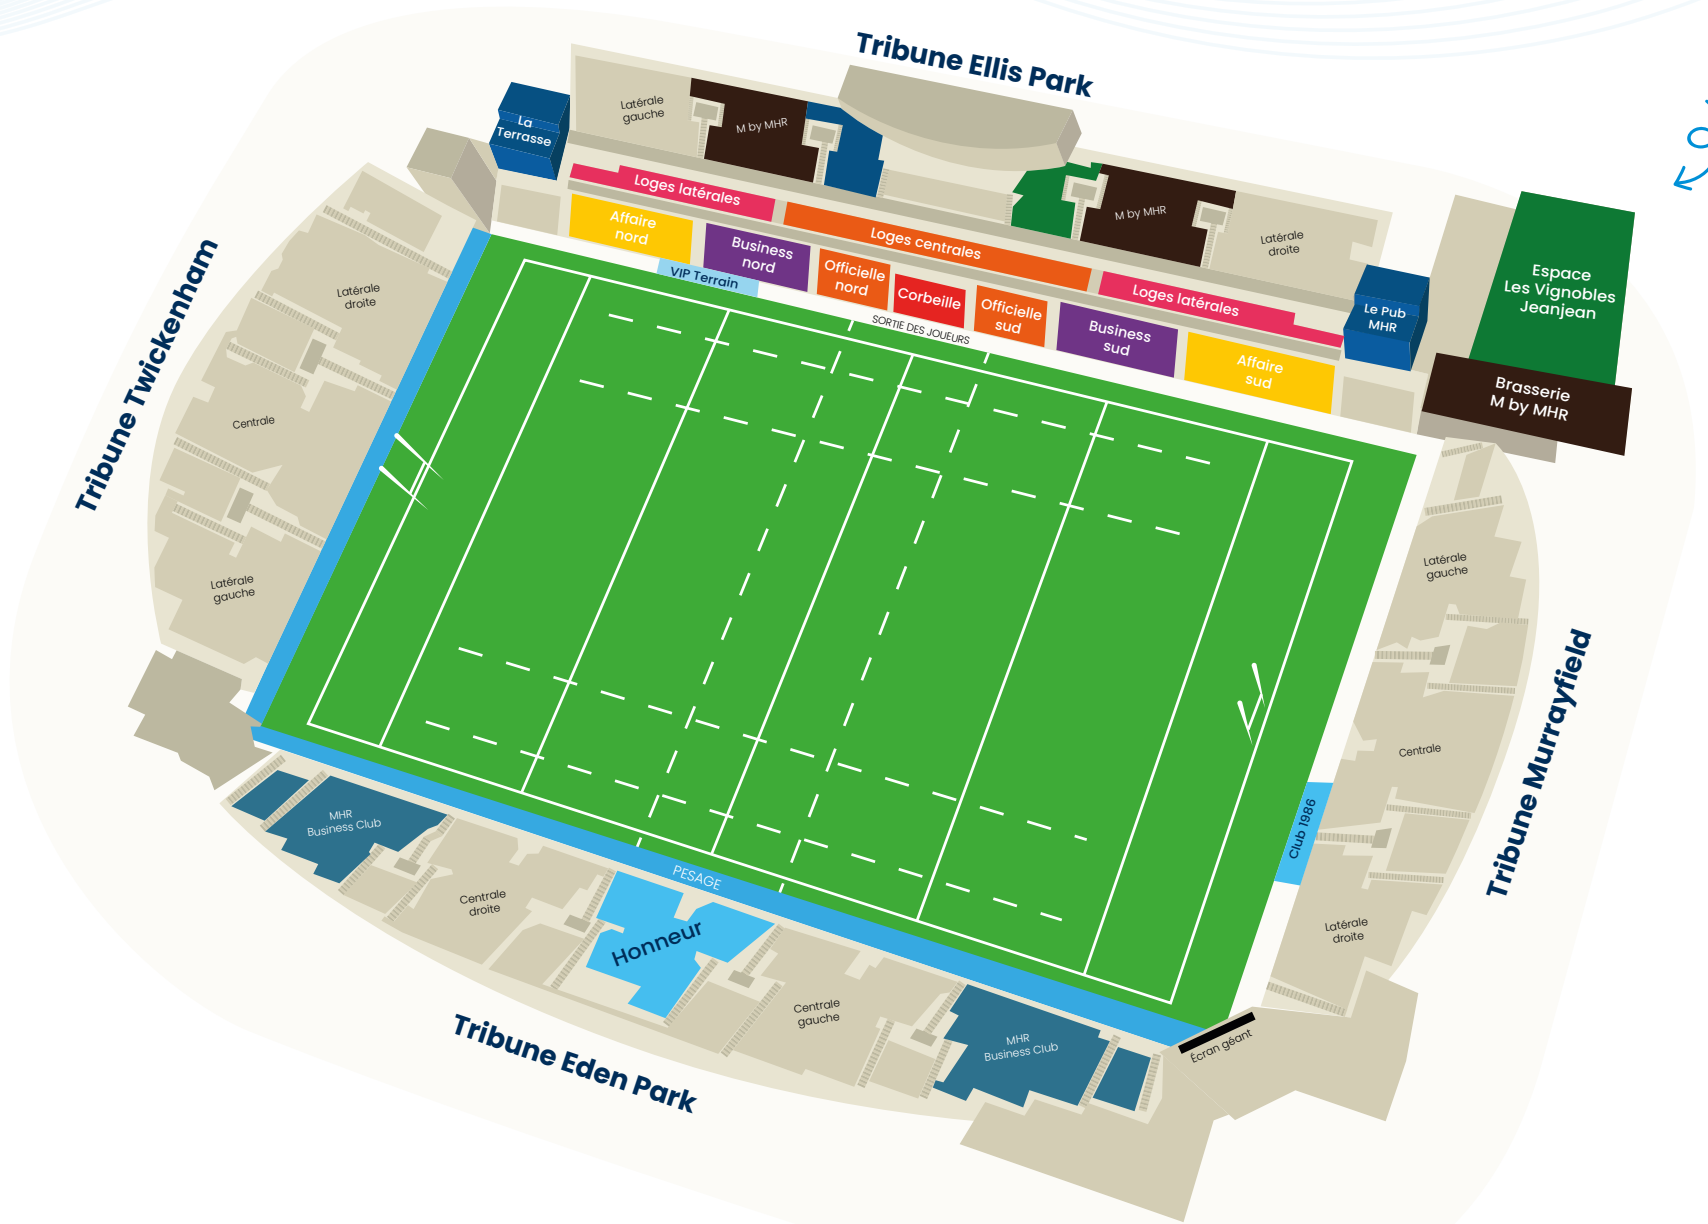 Tribune Ellis Park
Latérale
gauche
M by MHR
La
Terrasse
Loges latérales
Affaire
nord
Business
nord
VIP Terrain
Loges centrales
Officielle
nord
Corbeille
Officielle
sud
SORTIE DES JOUEURS
M by MHR
Latérale
droite
Loges latérales
Business
sud
Affaire
sud
Le Pub
MHR
Espace
Les Vignobles
Jeanjean
Brasserie
M by MHR
Tribune Twickenham
Latérale
droite
Centrale
Latérale
gauche
Latérale
gauche
Centrale
Latérale
droite
Club 1986
Tribune Murrayfield
MHR
Business Club
Centrale
droite
PESAGE
Honneur
Centrale
gauche
MHR
Business Club
Écran géant
Tribune Eden Park